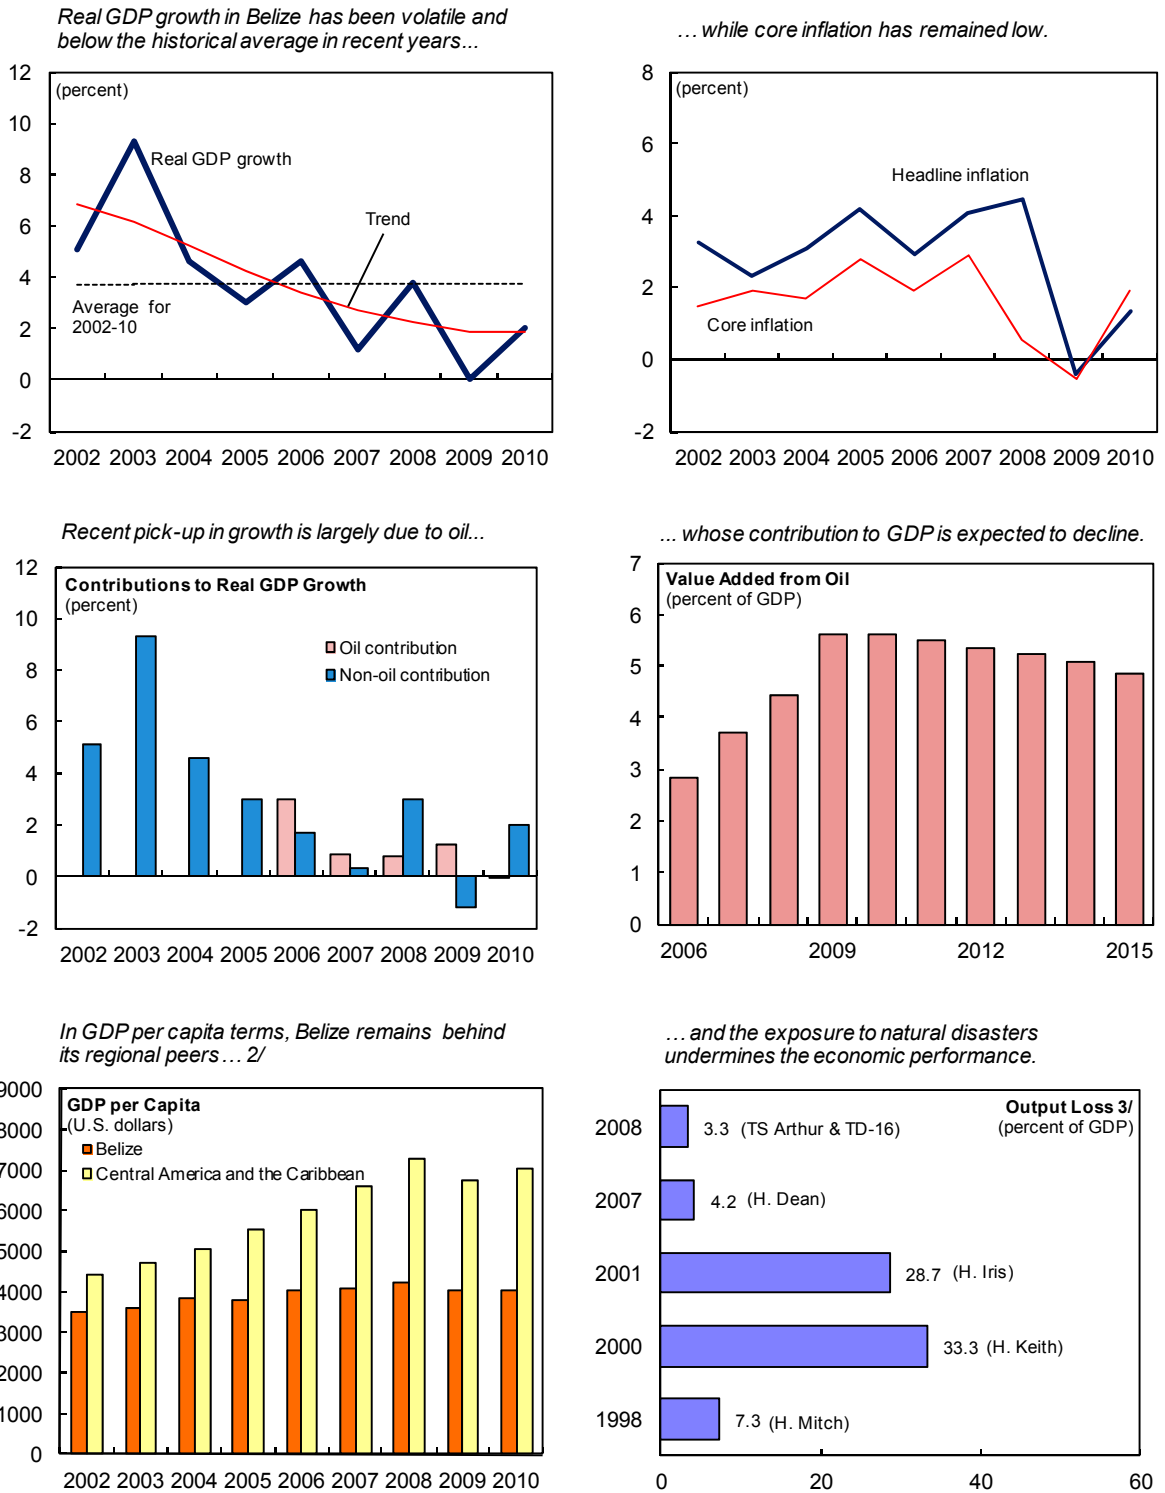 Real GDP growth in Belize has been volatile and
below the historical average in recent years...
12
10
8
6
4
2
0
-2
(percent)
Real GDP growth
Trend
Average for
2002-10
2002 2003 2004 2005 2006 2007 2008 2009 2010
…while core inflation has remained low.
8
6
4
2
0
-2
(percent)
Headline inflation
Core inflation
2002 2003 2004 2005 2006 2007 2008 2009 2010
Recent pick-up in growth is largely due to oil...
12
10
8
6
4
2
0
-2
Contributions to Real GDP Growth
(percent)
Oil contribution
Non-oil contribution
2002 2003 2004 2005 2006 2007 2008 2009 2010
... whose contribution to GDP is expected to decline.
7
6
5
4
3
2
1
0
Value Added from Oil
(percent of GDP)
2006 2009 2012 2015
In GDP per capita terms, Belize remains behind
its regional peers… 2/
9000
8000
7000
6000
5000
4000
3000
2000
1000
0
GDP per Capita
(U.S. dollars)
Belize
Central America and the Caribbean
2002 2003 2004 2005 2006 2007 2008 2009 2010
…and the exposure to natural disasters
undermines the economic performance.
Output Loss 3/
(percent of GDP)
2008 3.3 (TS Arthur & TD-16)
2007 4.2 (H. Dean)
2001 28.7 (H. Iris)
2000 33.3 (H. Keith)
1998 7.3 (H. Mitch)
0 20 40 60